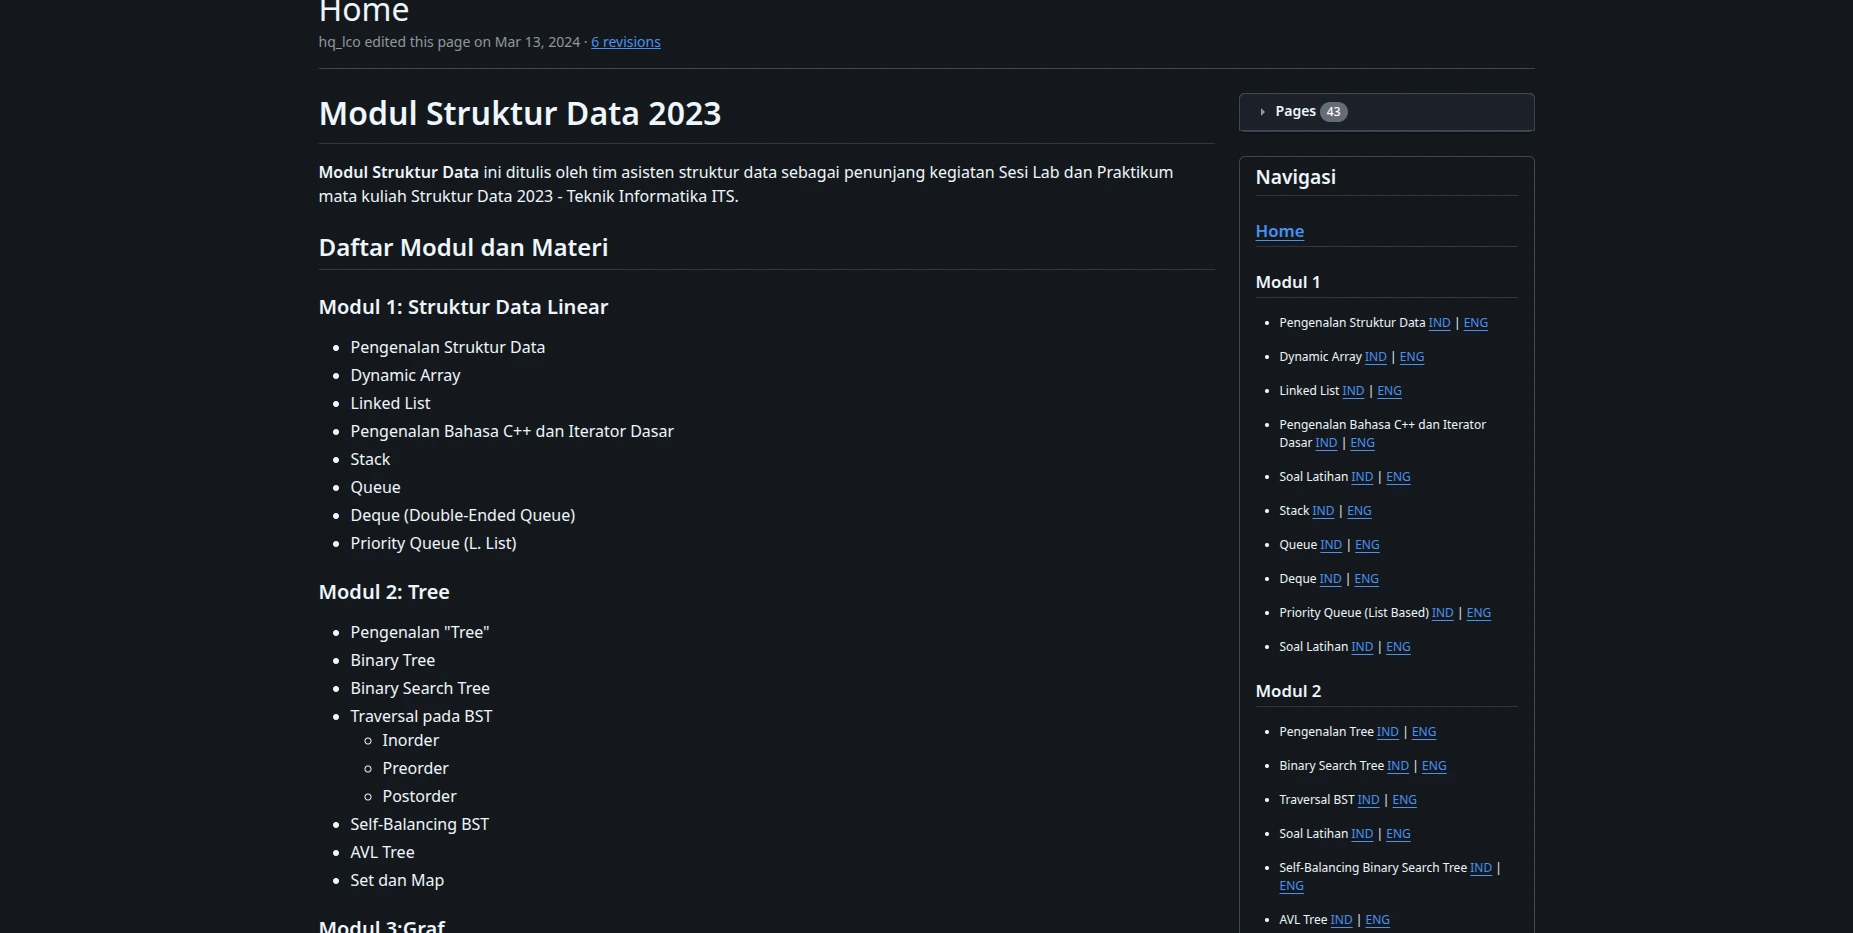 Home
hq_lco edited this page on Mar 13, 2024 · 6 revisions
Modul Struktur Data 2023
Modul Struktur Data ini ditulis oleh tim asisten struktur data sebagai penunjang kegiatan Sesi Lab dan Praktikum
mata kuliah Struktur Data 2023 - Teknik Informatika ITS.
Daftar Modul dan Materi
Modul 1: Struktur Data Linear
Pengenalan Struktur Data
Dynamic Array
Linked List
Pengenalan Bahasa C++ dan Iterator Dasar
Stack
Queue
Deque (Double-Ended Queue)
Priority Queue (L. List)
Modul 2: Tree
Pengenalan "Tree"
Binary Tree
Binary Search Tree
Traversal pada BST
Inorder
Preorder
Postorder
Self-Balancing BST
AVL Tree
Set dan Map
Modul 3:Graf
Pages 43
Navigasi
Home
Modul 1
Pengenalan Struktur Data IND | ENG
Dynamic Array IND | ENG
Linked List IND | ENG
Pengenalan Bahasa C++ dan Iterator
Dasar IND | ENG
Soal Latihan IND | ENG
Stack IND | ENG
Queue IND | ENG
Deque IND | ENG
Priority Queue (List Based) IND | ENG
Soal Latihan IND | ENG
Modul 2
Pengenalan Tree IND | ENG
Binary Search Tree IND | ENG
Traversal BST IND | ENG
Soal Latihan IND | ENG
Self-Balancing Binary Search Tree IND |
ENG
AVL Tree IND | ENG